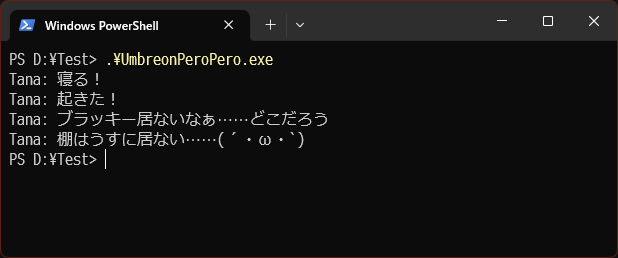 Windows PowerShell
PS D:¥Test> .¥UmbreonPeroPero.exe
Tana: 寝る！
Tana: 起きた！
Tana: ブラッキー居ないなぁ……どこだろう
Tana: 棚はうすに居ない……(´・ω・`)
PS D:¥Test>